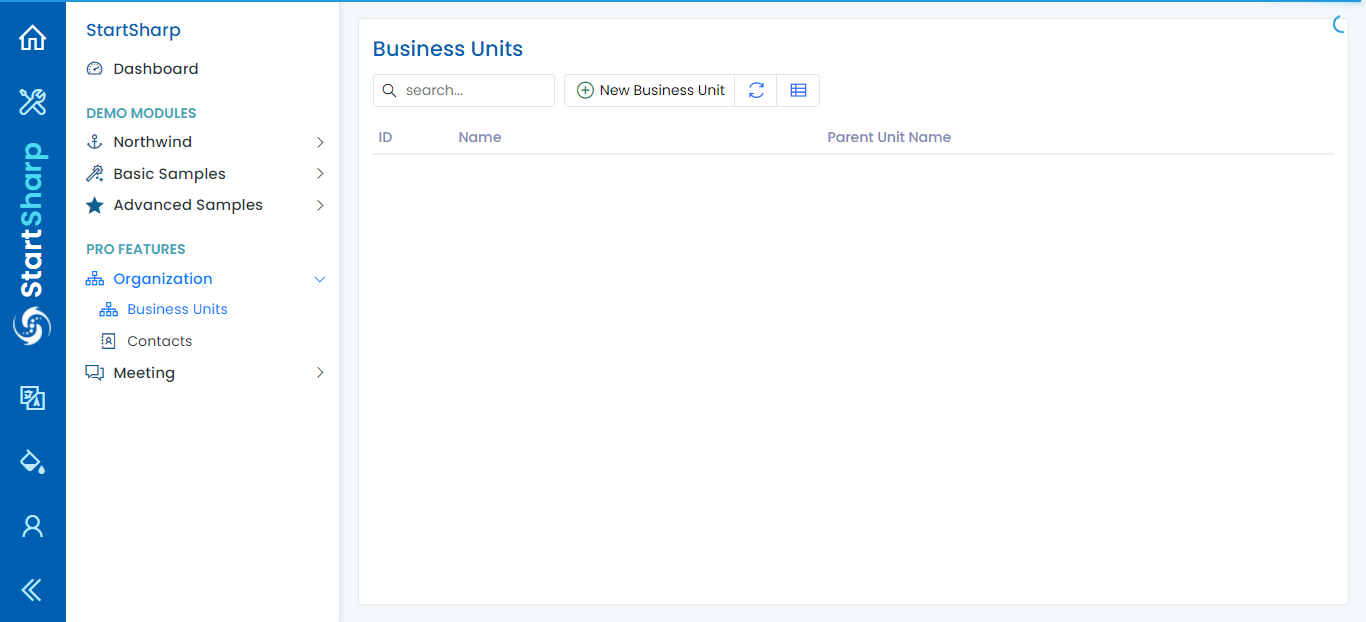 StartSharp
StartSharp
Dashboard
DEMO MODULES
Northwind
Basic Samples
Advanced Samples
PRO FEATURES
Organization
Business Units
Contacts
Meeting
Business Units
search...
New Business Unit
ID Name Parent Unit Name